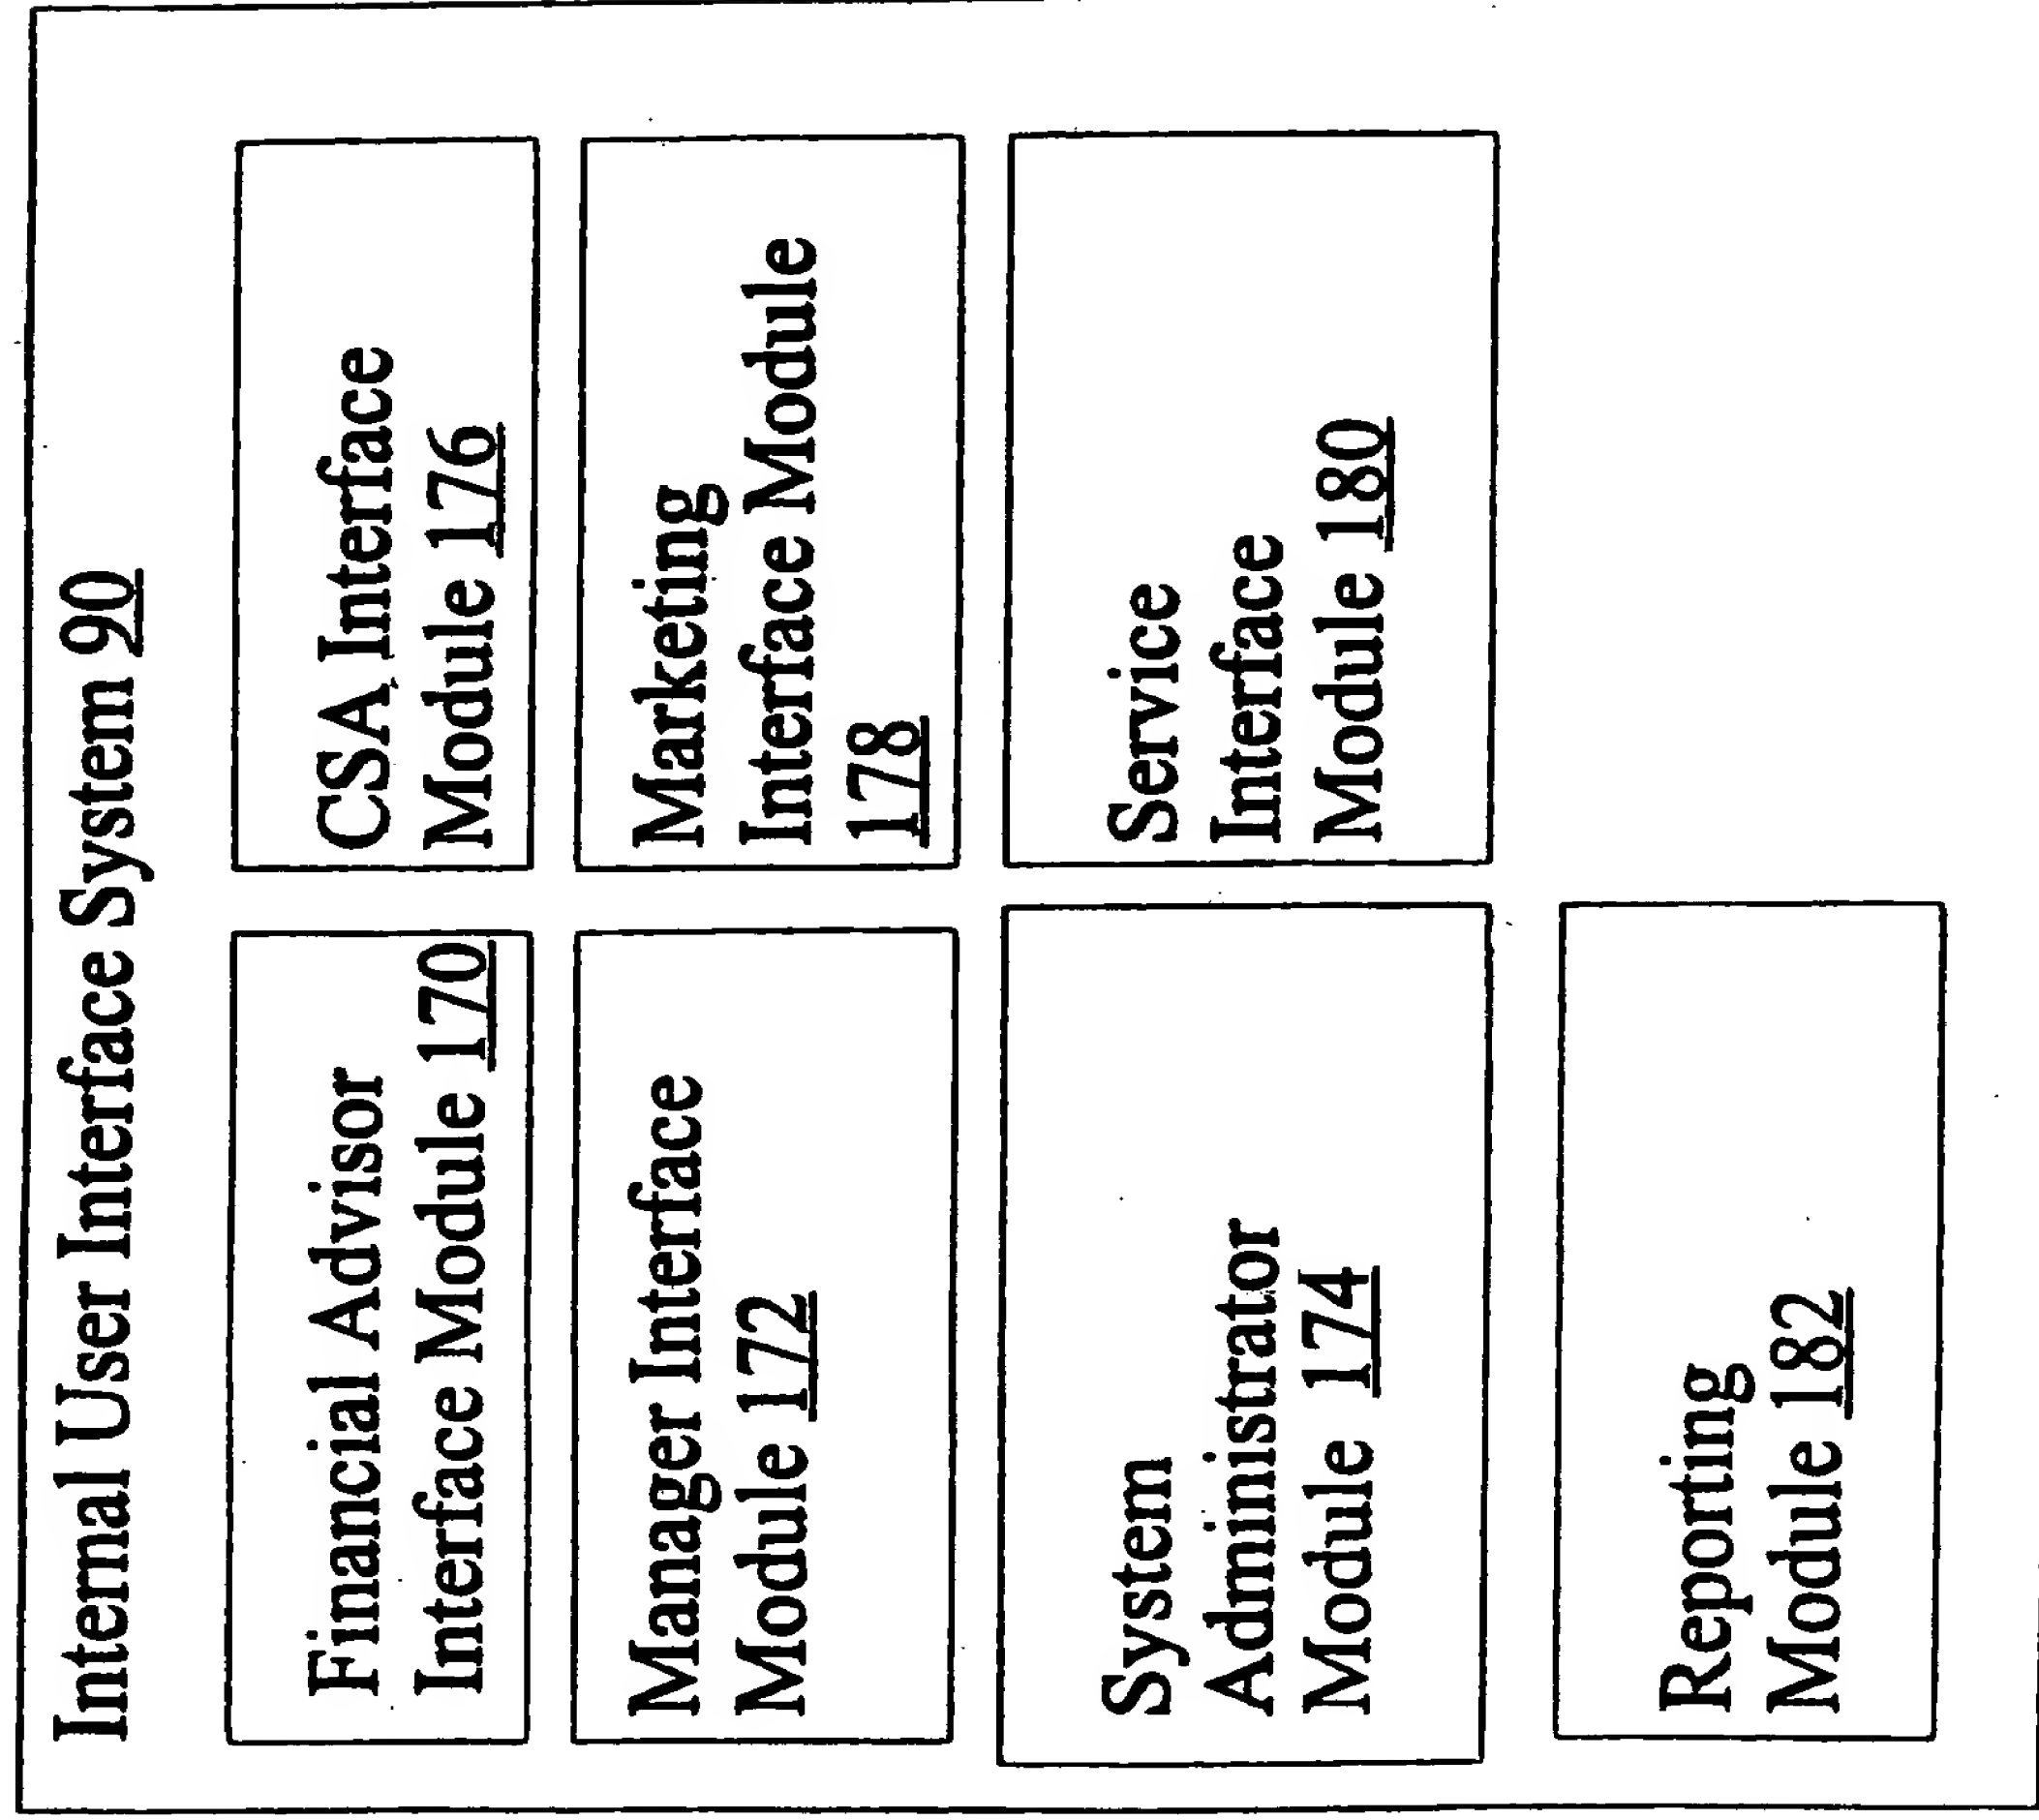 Internal User Interface System 90
Financial Advisor
Interface Module 170
CSA Interface
Module 176
Manager Interface
Module 172
Marketing
Interface Module
178
System
Administrator
Module 174
Service
Interface
Module 180
Reporting
Module 182